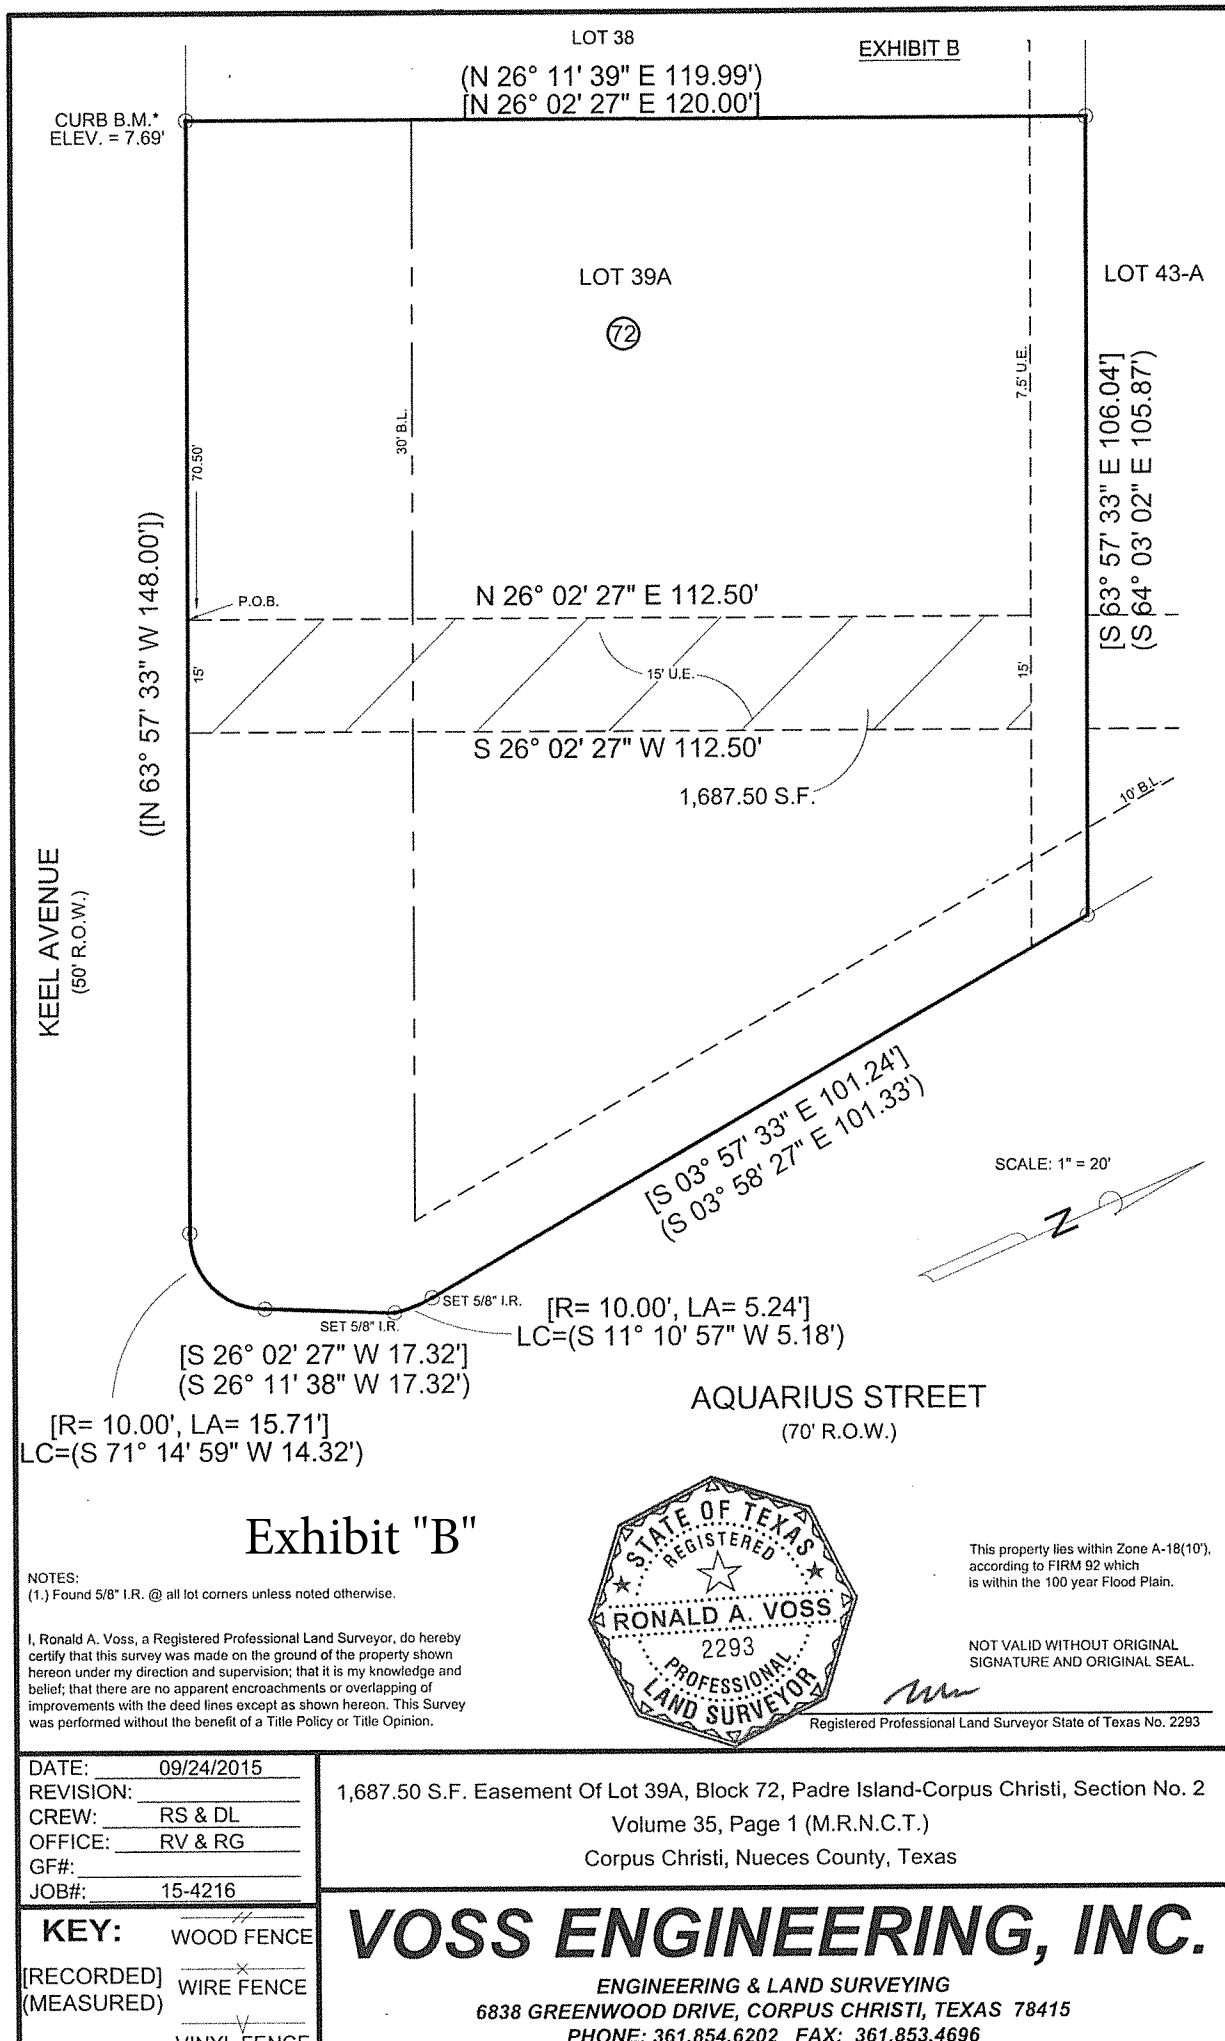 LOT 38
EXHIBIT B
(N 26° 11' 39" E 119.99')
[N 26° 02' 27" E 120.00']
CURB B.M.*
ELEV. = 7.69'
LOT 39A
72
LOT 43-A
30' B.L.
7.5' U.E.
70.50'
[S 63° 57' 33" E 106.04']
(S 64° 03' 02" E 105.87')
([N 63° 57' 33" W 148.00'])
P.O.B.
N 26° 02' 27" E 112.50'
15'
15' U.E.
15'
S 26° 02' 27" W 112.50'
1,687.50 S.F.
10' B.L.
KEEL AVENUE
(50' R.O.W.)
[S 03° 57' 33" E 101.24']
(S 03° 58' 27" E 101.33')
SCALE: 1" = 20'
N
SET 5/8" I.R.
SET 5/8" I.R.
[R= 10.00', LA= 5.24']
LC=(S 11° 10' 57" W 5.18')
[S 26° 02' 27" W 17.32']
(S 26° 11' 38" W 17.32')
AQUARIUS STREET
(70' R.O.W.)
[R= 10.00', LA= 15.71']
LC=(S 71° 14' 59" W 14.32')
Exhibit "B"
NOTES:
(1.) Found 5/8" I.R. @ all lot corners unless noted otherwise.
I, Ronald A. Voss, a Registered Professional Land Surveyor, do hereby
certify that this survey was made on the ground of the property shown
hereon under my direction and supervision; that it is my knowledge and
belief; that there are no apparent encroachments or overlapping of
improvements with the deed lines except as shown hereon. This Survey
was performed without the benefit of a Title Policy or Title Opinion.
STATE OF TEXAS
REGISTERED
RONALD A. VOSS
2293
PROFESSIONAL
LAND SURVEYOR
This property lies within Zone A-18(10'),
according to FIRM 92 which
is within the 100 year Flood Plain.
NOT VALID WITHOUT ORIGINAL
SIGNATURE AND ORIGINAL SEAL.
Registered Professional Land Surveyor State of Texas No. 2293
DATE: 09/24/2015
REVISION:
CREW: RS & DL
OFFICE: RV & RG
GF#:
JOB#: 15-4216
1,687.50 S.F. Easement Of Lot 39A, Block 72, Padre Island-Corpus Christi, Section No. 2
Volume 35, Page 1 (M.R.N.C.T.)
Corpus Christi, Nueces County, Texas
KEY:
WOOD FENCE
[RECORDED]
(MEASURED)
WIRE FENCE
VINYL FENCE
VOSS ENGINEERING, INC.
ENGINEERING & LAND SURVEYING
6838 GREENWOOD DRIVE, CORPUS CHRISTI, TEXAS 78415
PHONE: 361.854.6202 FAX: 361.853.4696